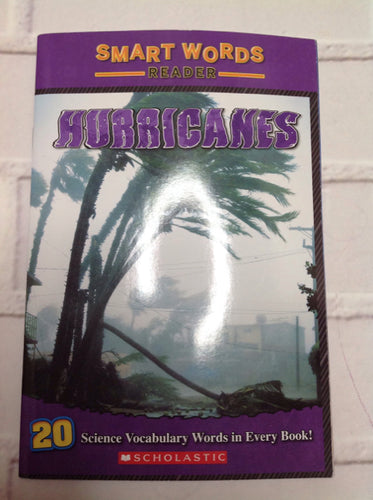 SMART WORDS
READER
HURRICANES
20 Science Vocabulary Words in Every Book!
SCHOLASTIC